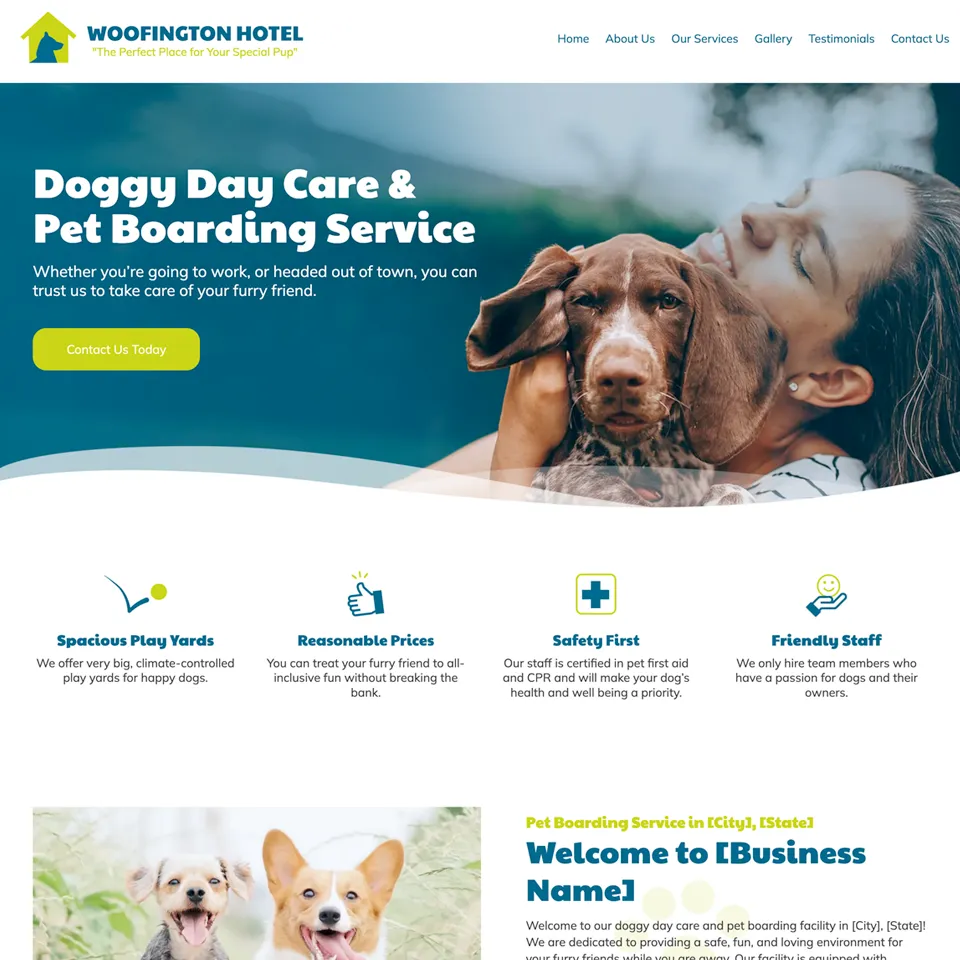 WOOFINGTON HOTEL
"The Perfect Place for Your Special Pup"
Home About Us Our Services Gallery Testimonials Contact Us
Doggy Day Care &
Pet Boarding Service
Whether you're going to work, or headed out of town, you can
trust us to take care of your furry friend.
Contact Us Today
Spacious Play Yards
We offer very big, climate-controlled
play yards for happy dogs.
Reasonable Prices
You can treat your furry friend to all-
inclusive fun without breaking the
bank.
Safety First
Our staff is certified in pet first aid
and CPR and will make your dog's
health and well being a priority.
Friendly Staff
We only hire team members who
have a passion for dogs and their
owners.
Pet Boarding Service in [City], [State]
Welcome to [Business
Name]
Welcome to our doggy day care and pet boarding facility in [City], [State]!
We are dedicated to providing a safe, fun, and loving environment for
your furry friends while you are away. Our facility is equipped with